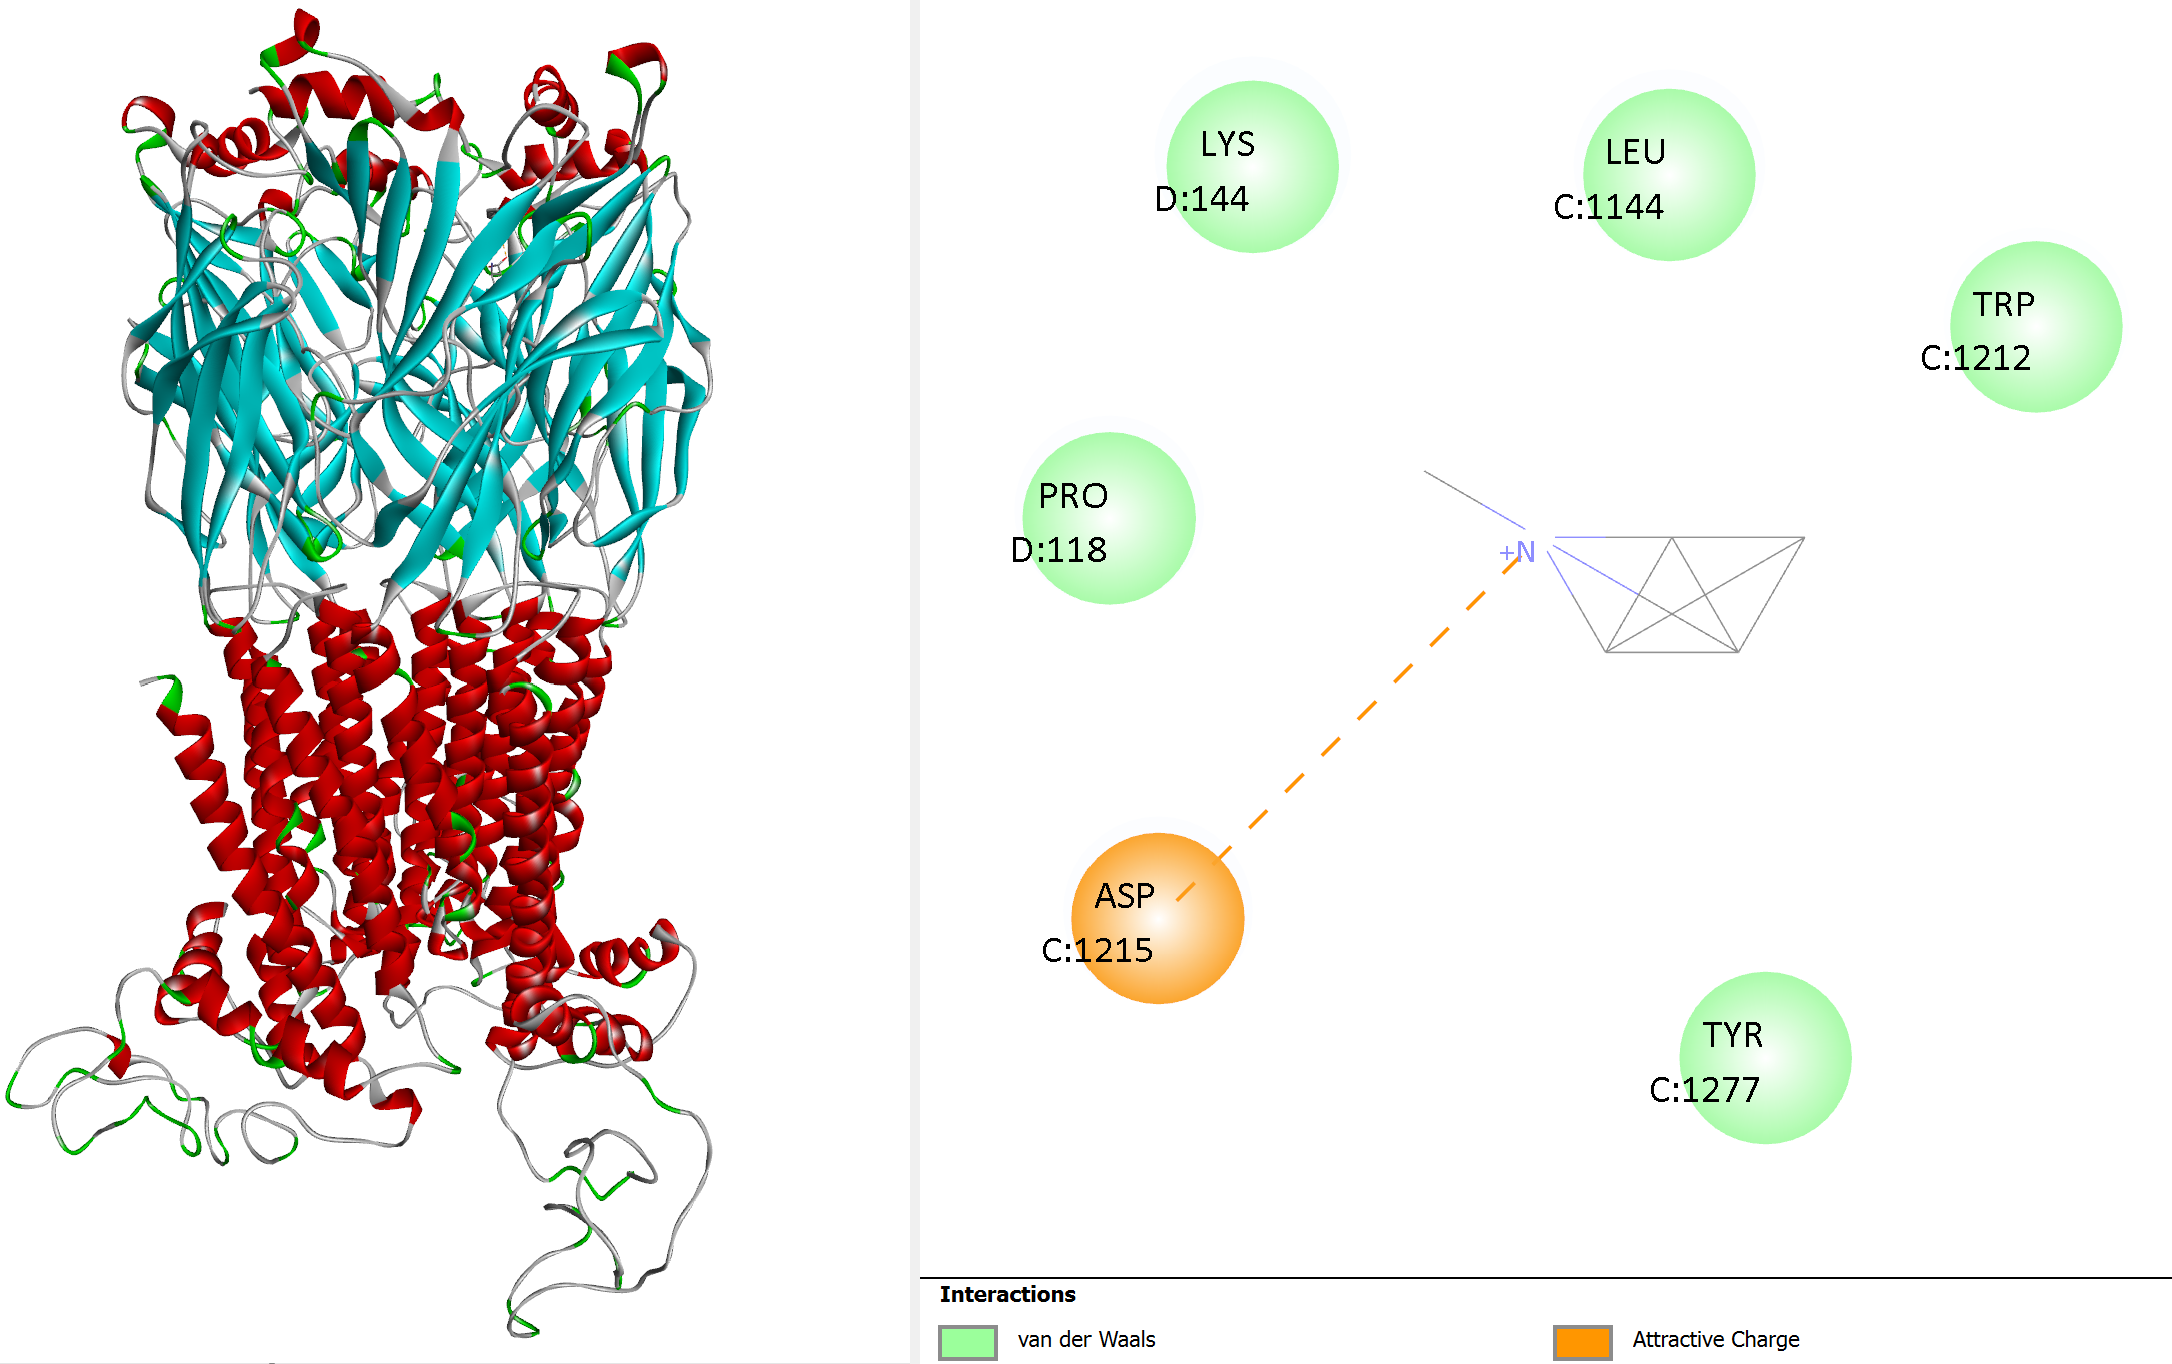 LYS
D:144
LEU
C:1144
TRP
C:1212
PRO
D:118
+N
ASP
C:1215
TYR
C:1277
Interactions
van der Waals
Attractive Charge